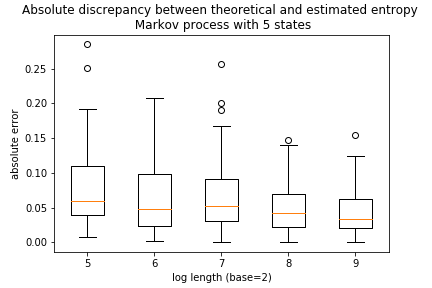 Absolute discrepancy between theoretical and estimated entropy
Markov process with 5 states
absolute error
0.25
0.20
0.15
0.10
0.05
0.00
5 6 7 8 9
log length (base=2)